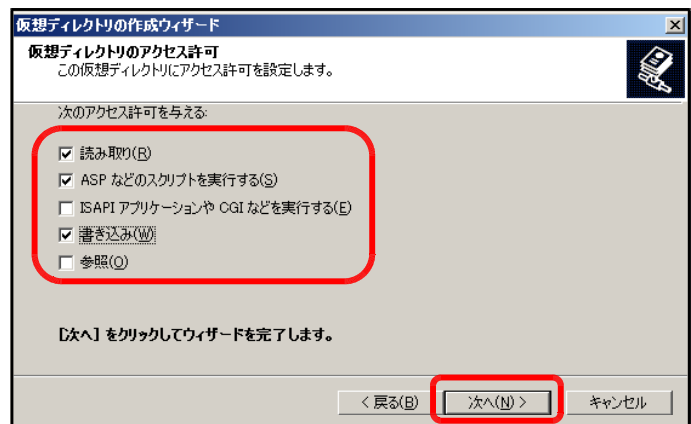 仮想ディレクトリの作成ウィザード
仮想ディレクトリのアクセス許可
この仮想ディレクトリにアクセス許可を設定します。
次のアクセス許可を与える:
読み取り(R)
ASP などのスクリプトを実行する(S)
ISAPI アプリケーションや CGI などを実行する(E)
書き込み(W)
参照(O)
[次へ] をクリックしてウィザードを完了します。
< 戻る(B) 次へ(N) > キャンセル